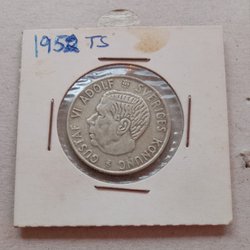 1952 TS
GUSTAF VI ADOLF SVERIGES KONUNG